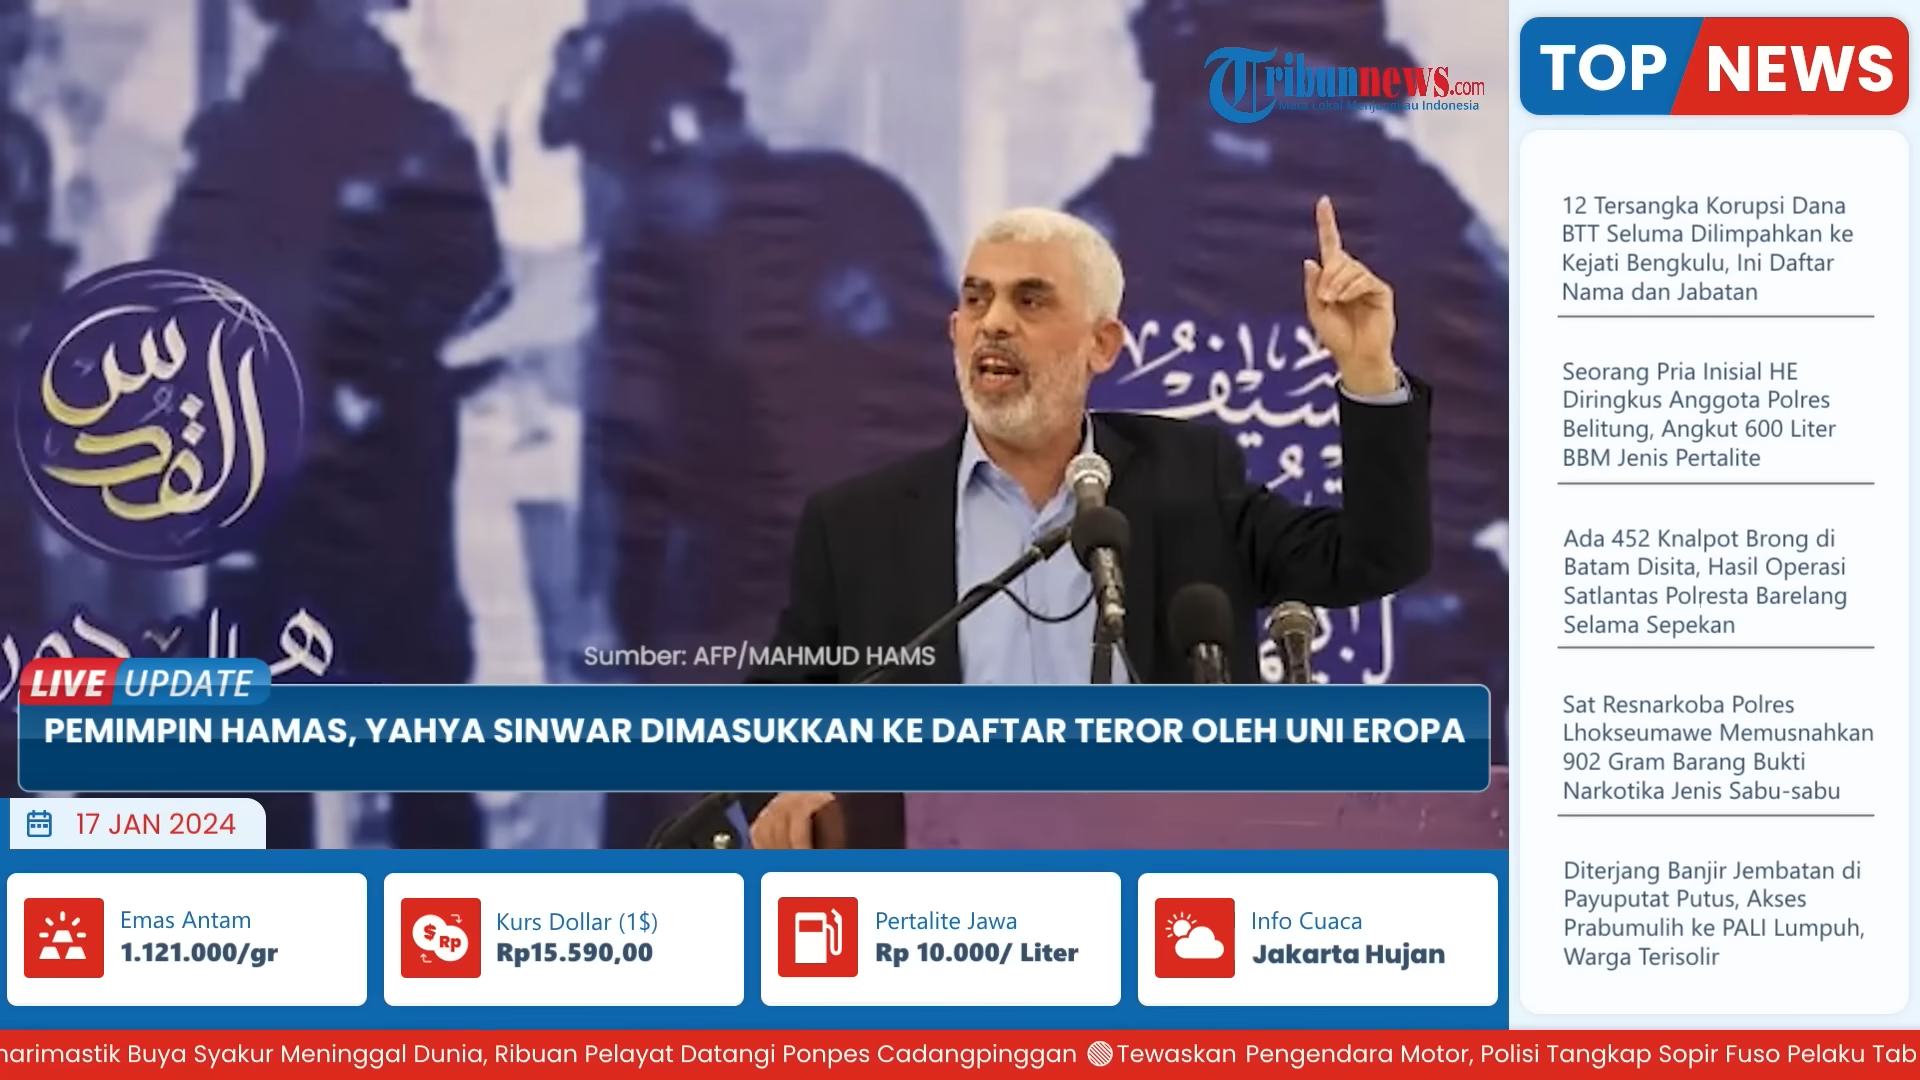 Tribunnews.com
Mata Lokal Menjangkau Indonesia
TOP NEWS
12 Tersangka Korupsi Dana
BTT Seluma Dilimpahkan ke
Kejati Bengkulu, Ini Daftar
Nama dan Jabatan
Seorang Pria Inisial HE
Diringkus Anggota Polres
Belitung, Angkut 600 Liter
BBM Jenis Pertalite
Ada 452 Knalpot Brong di
Batam Disita, Hasil Operasi
Satlantas Polresta Barelang
Selama Sepekan
Sat Resnarkoba Polres
Lhokseumawe Memusnahkan
902 Gram Barang Bukti
Narkotika Jenis Sabu-sabu
Diterjang Banjir Jembatan di
Payuputat Putus, Akses
Prabumulih ke PALI Lumpuh,
Warga Terisolir
القدس
سيف
Sumber: AFP/MAHMUD HAMS
LIVE UPDATE
PEMIMPIN HAMAS, YAHYA SINWAR DIMASUKKAN KE DAFTAR TEROR OLEH UNI EROPA
17 JAN 2024
Emas Antam
1.121.000/gr
Kurs Dollar (1$)
Rp15.590,00
Pertalite Jawa
Rp 10.000/ Liter
Info Cuaca
Jakarta Hujan
harimastik Buya Syakur Meninggal Dunia, Ribuan Pelayat Datangi Ponpes Cadangpinggan Tewaskan Pengendara Motor, Polisi Tangkap Sopir Fuso Pelaku Tab